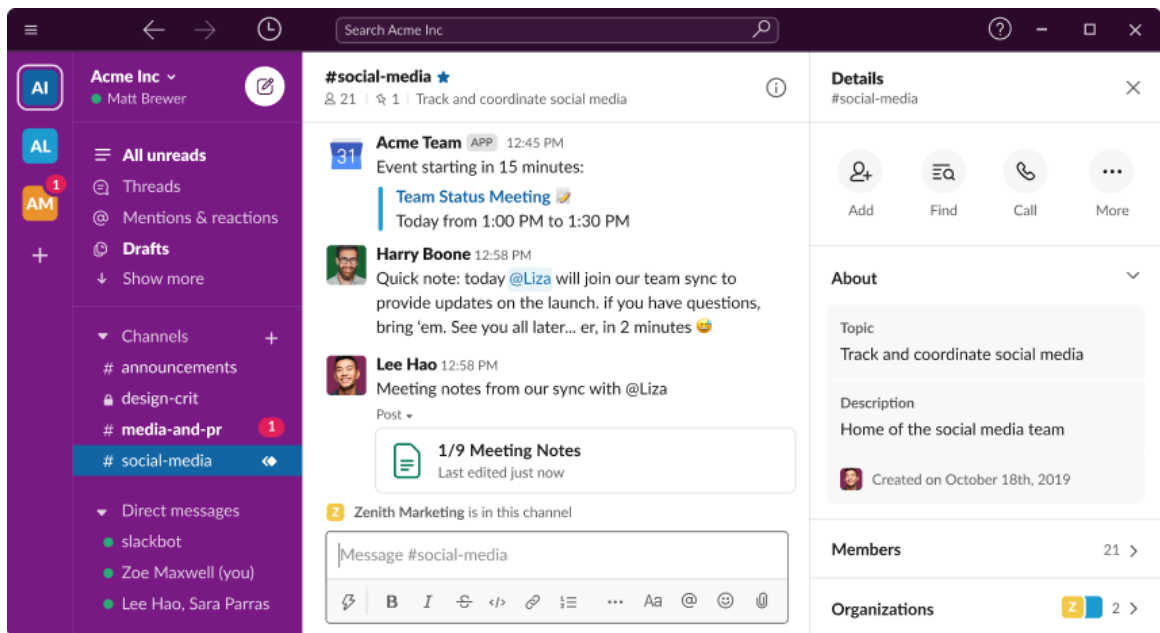 Search Acme Inc
AI
AL
AM
1
Acme Inc
Matt Brewer
All unreads
Threads
Mentions & reactions
Drafts
Show more
Channels
# announcements
design-crit
# media-and-pr 1
# social-media
Direct messages
slackbot
Zoe Maxwell (you)
Lee Hao, Sara Parras
#social-media
21 | 1 | Track and coordinate social media
31
Acme Team APP 12:45 PM
Event starting in 15 minutes:
Team Status Meeting 📝
Today from 1:00 PM to 1:30 PM
Harry Boone 12:58 PM
Quick note: today @Liza will join our team sync to
provide updates on the launch. if you have questions,
bring ‘em. See you all later... er, in 2 minutes 😅
Lee Hao 12:58 PM
Meeting notes from our sync with @Liza
Post
1/9 Meeting Notes
Last edited just now
Z Zenith Marketing is in this channel
Message #social-media
B I S </> ... Aa @
Details
#social-media
Add Find Call More
About
Topic
Track and coordinate social media
Description
Home of the social media team
Created on October 18th, 2019
Members 21
Organizations Z 2